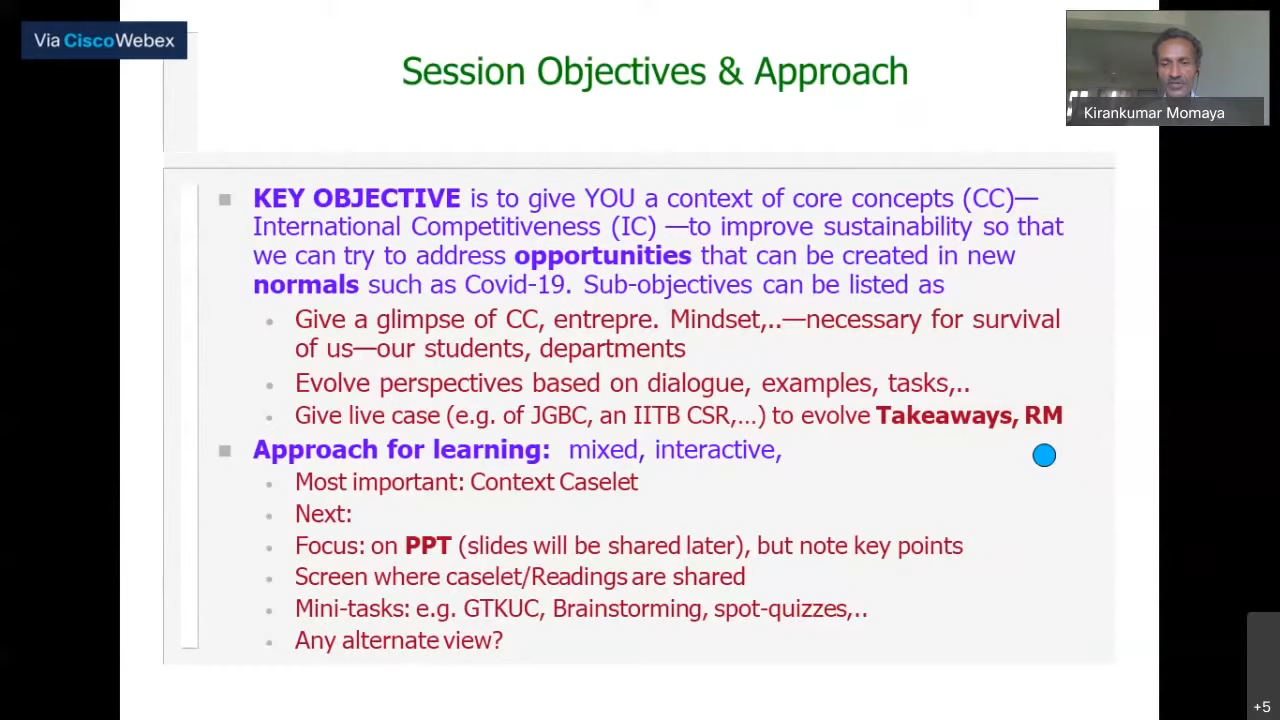 Via CiscoWebex
Session Objectives & Approach
Kirankumar Momaya
KEY OBJECTIVE is to give YOU a context of core concepts (CC)—
International Competitiveness (IC) —to improve sustainability so that
we can try to address opportunities that can be created in new
normals such as Covid-19. Sub-objectives can be listed as
Give a glimpse of CC, entrepre. Mindset,..—necessary for survival
of us—our students, departments
Evolve perspectives based on dialogue, examples, tasks,..
Give live case (e.g. of JGBC, an IITB CSR,...) to evolve Takeaways, RM
Approach for learning: mixed, interactive,
Most important: Context Caselet
Next:
Focus: on PPT (slides will be shared later), but note key points
Screen where caselet/Readings are shared
Mini-tasks: e.g. GTKUC, Brainstorming, spot-quizzes,..
Any alternate view?
+5